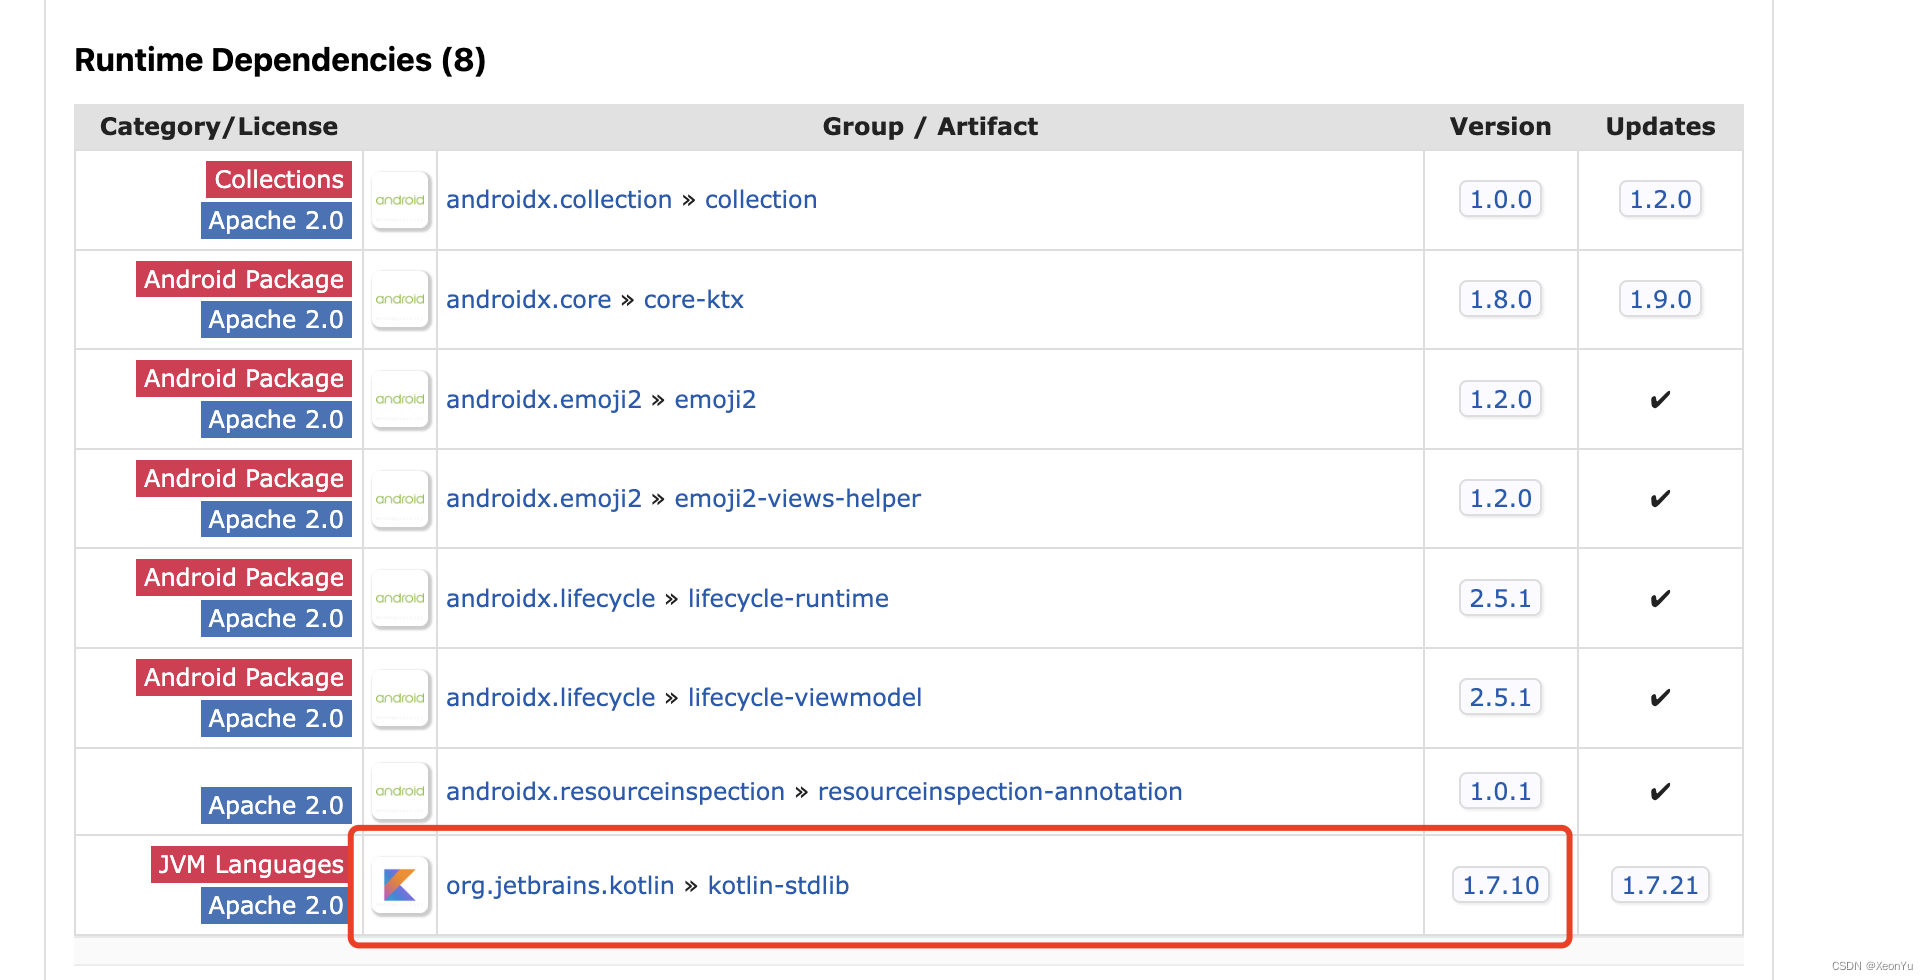 Runtime Dependencies (8)
Category/License Group / Artifact Version Updates
Collections
Apache 2.0
android
androidx.collection » collection 1.0.0 1.2.0
Android Package
Apache 2.0
android
androidx.core » core-ktx 1.8.0 1.9.0
Android Package
Apache 2.0
android
androidx.emoji2 » emoji2 1.2.0 ✔
Android Package
Apache 2.0
android
androidx.emoji2 » emoji2-views-helper 1.2.0 ✔
Android Package
Apache 2.0
android
androidx.lifecycle » lifecycle-runtime 2.5.1 ✔
Android Package
Apache 2.0
android
androidx.lifecycle » lifecycle-viewmodel 2.5.1 ✔
Apache 2.0
android
androidx.resourceinspection » resourceinspection-annotation 1.0.1 ✔
JVM Languages
Apache 2.0
org.jetbrains.kotlin » kotlin-stdlib 1.7.10 1.7.21
CSDN @XeonYu